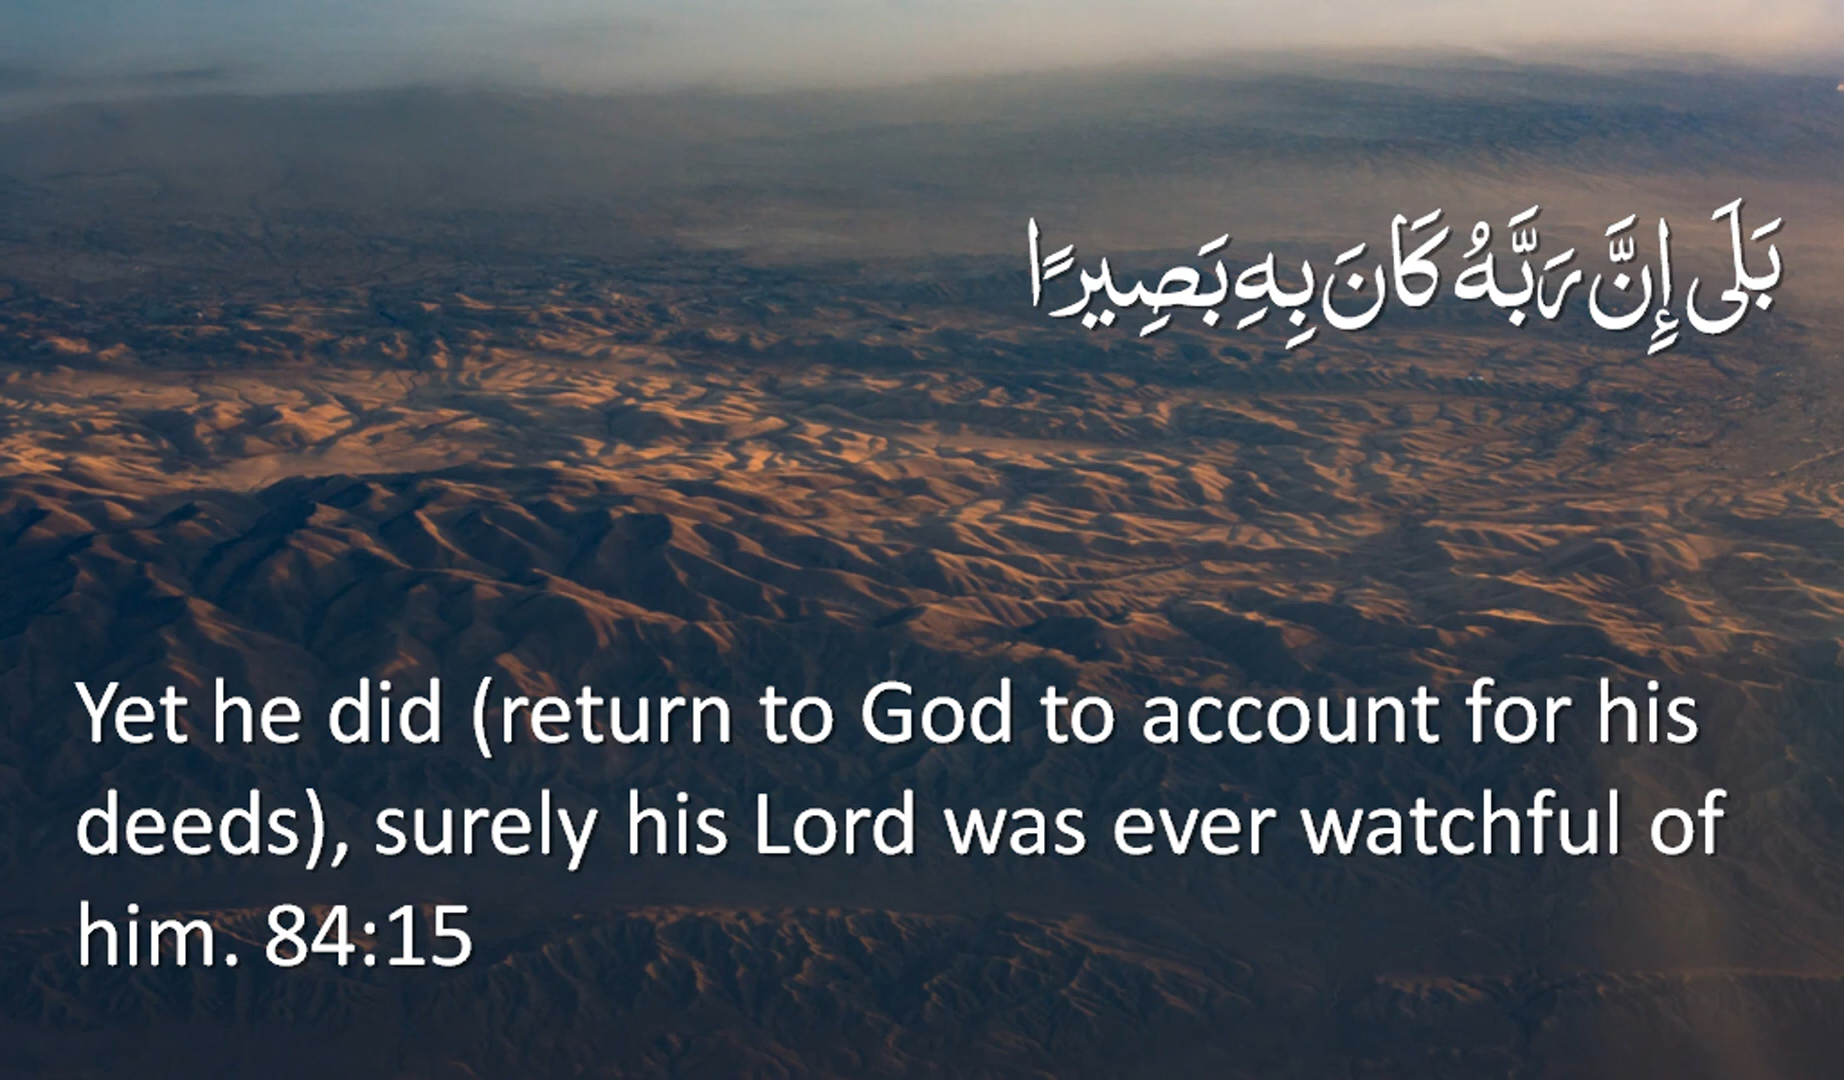 بَلَى إِنَّ رَبَّهُ كَانَ بِهِ بَصِيرًا
Yet he did (return to God to account for his
deeds), surely his Lord was ever watchful of
him. 84:15